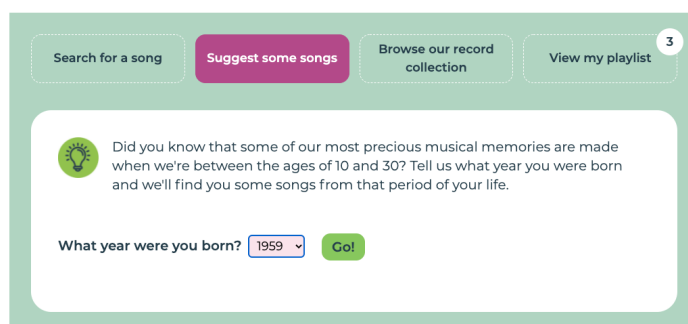 Search for a song
Suggest some songs
Browse our record
collection
View my playlist
3
Did you know that some of our most precious musical memories are made
when we're between the ages of 10 and 30? Tell us what year you were born
and we'll find you some songs from that period of your life.
What year were you born? 1959 Go!